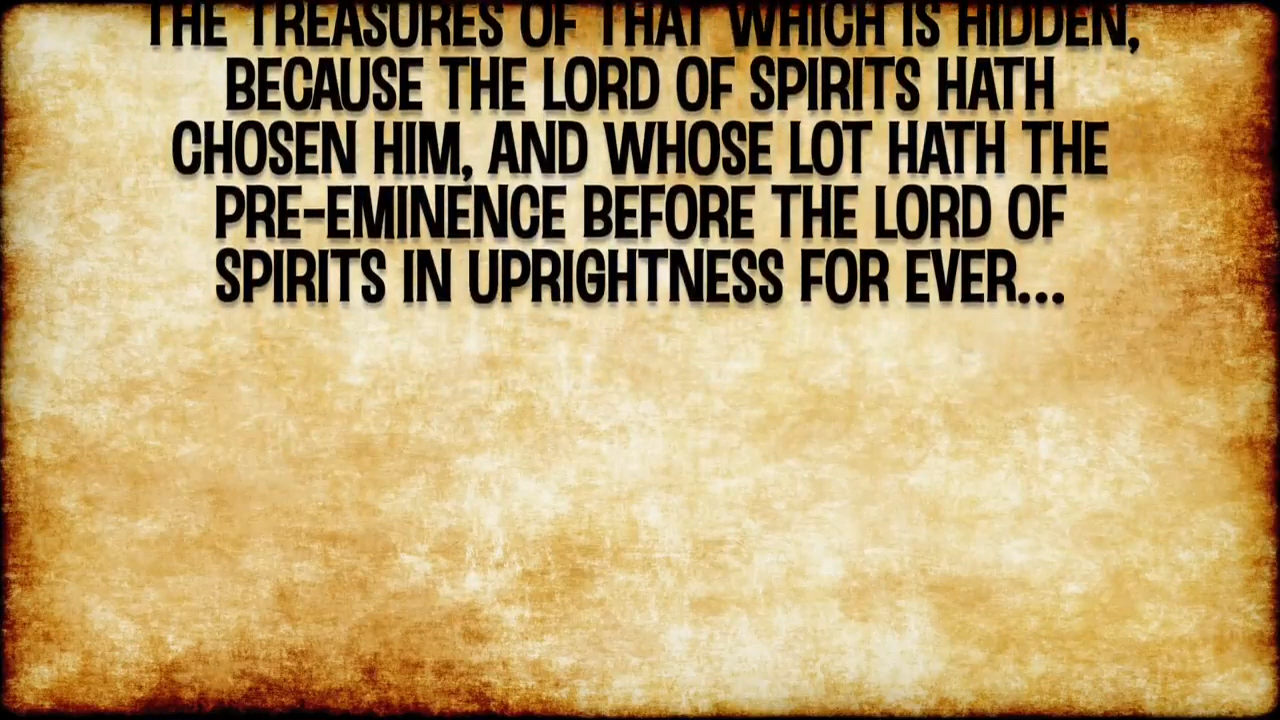 THE TREASURES OF THAT WHICH IS HIDDEN,
BECAUSE THE LORD OF SPIRITS HATH
CHOSEN HIM, AND WHOSE LOT HATH THE
PRE-EMINENCE BEFORE THE LORD OF
SPIRITS IN UPRIGHTNESS FOR EVER...